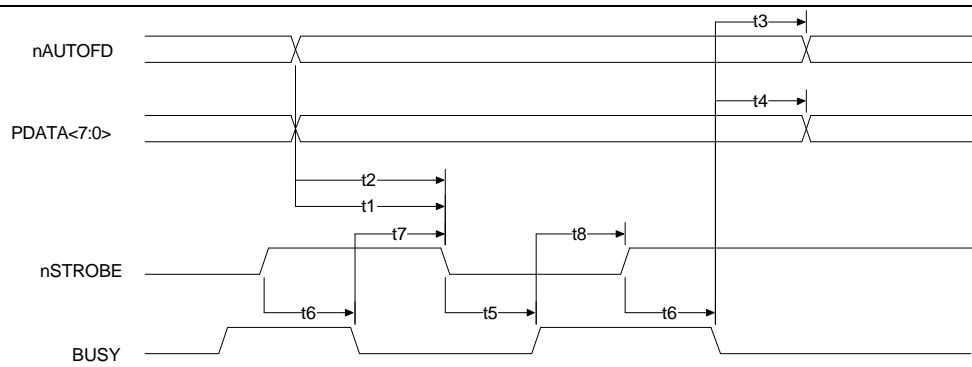 t3
nAUTOFD
t4
PDATA<7:0>
t2
t1
t7
t8
nSTROBE
t6
t5
t6
BUSY